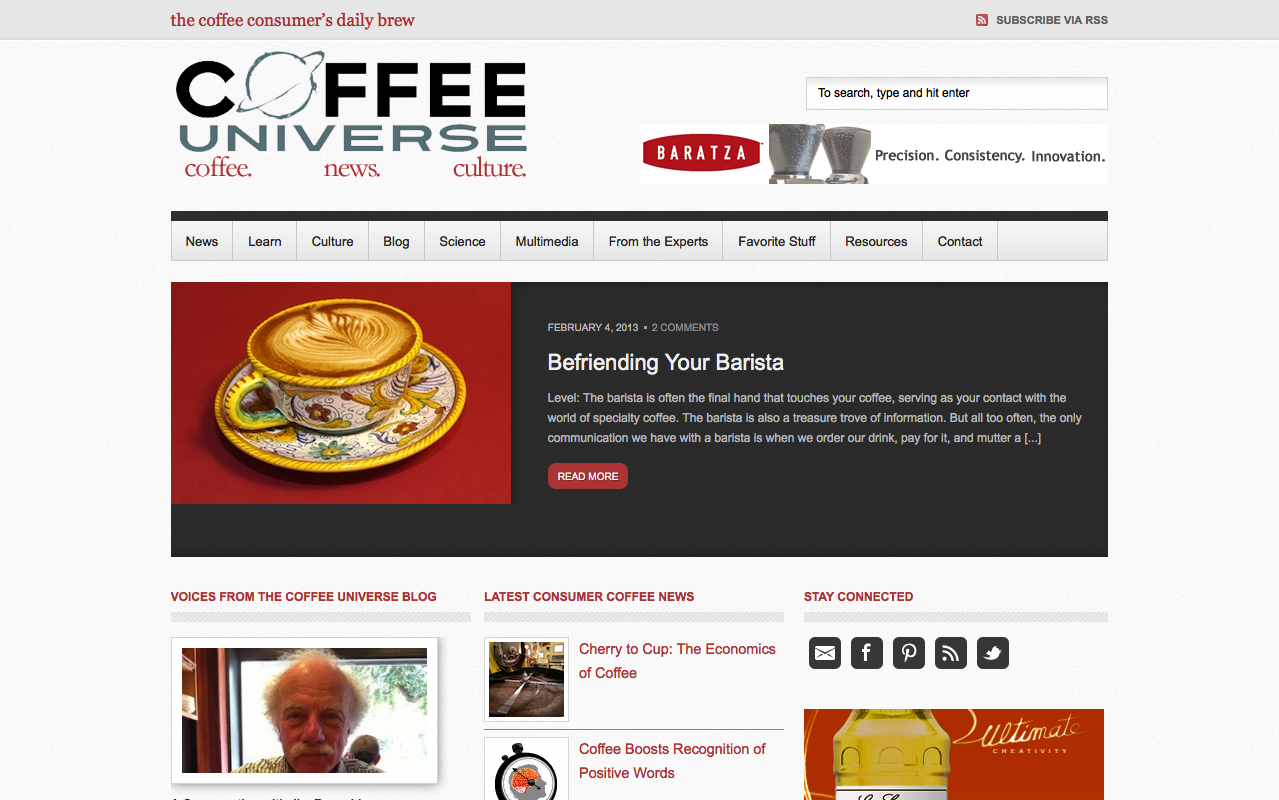 the coffee consumer's daily brew
SUBSCRIBE VIA RSS
COFFEE
UNIVERSE
coffee. news. culture.
To search, type and hit enter
BARATZA
Precision. Consistency. Innovation.
News
Learn
Culture
Blog
Science
Multimedia
From the Experts
Favorite Stuff
Resources
Contact
FEBRUARY 4, 2013 ▪ 2 COMMENTS
Befriending Your Barista
Level: The barista is often the final hand that touches your coffee, serving as your contact with the
world of specialty coffee. The barista is also a treasure trove of information. But all too often, the only
communication we have with a barista is when we order our drink, pay for it, and mutter a [...]
READ MORE
VOICES FROM THE COFFEE UNIVERSE BLOG
LATEST CONSUMER COFFEE NEWS
Cherry to Cup: The Economics
of Coffee
Coffee Boosts Recognition of
Positive Words
STAY CONNECTED
Ultimate
CREATIVITY